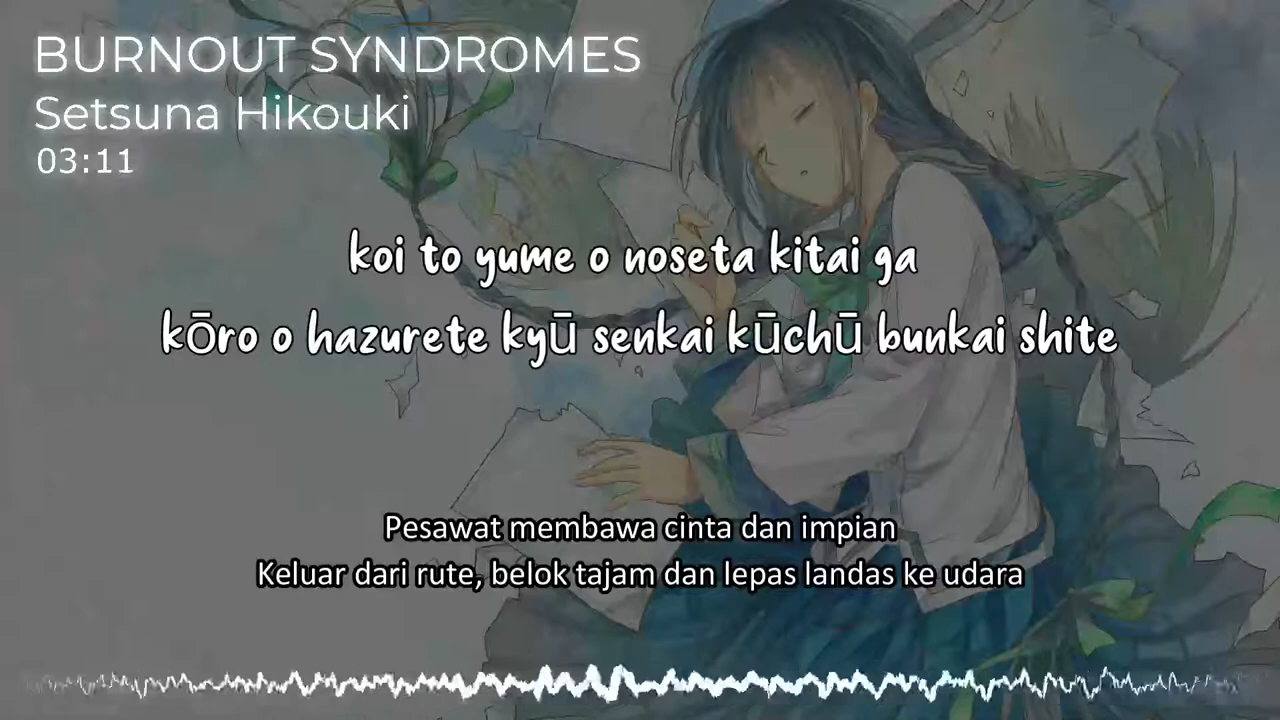 BURNOUT SYNDROMES
Setsuna Hikouki
03:11
koi to yume o noseta kitai ga
kōro o hazurete kyū senkai kūchū bunkai shite
Pesawat membawa cinta dan impian
Keluar dari rute, belok tajam dan lepas landas ke udara